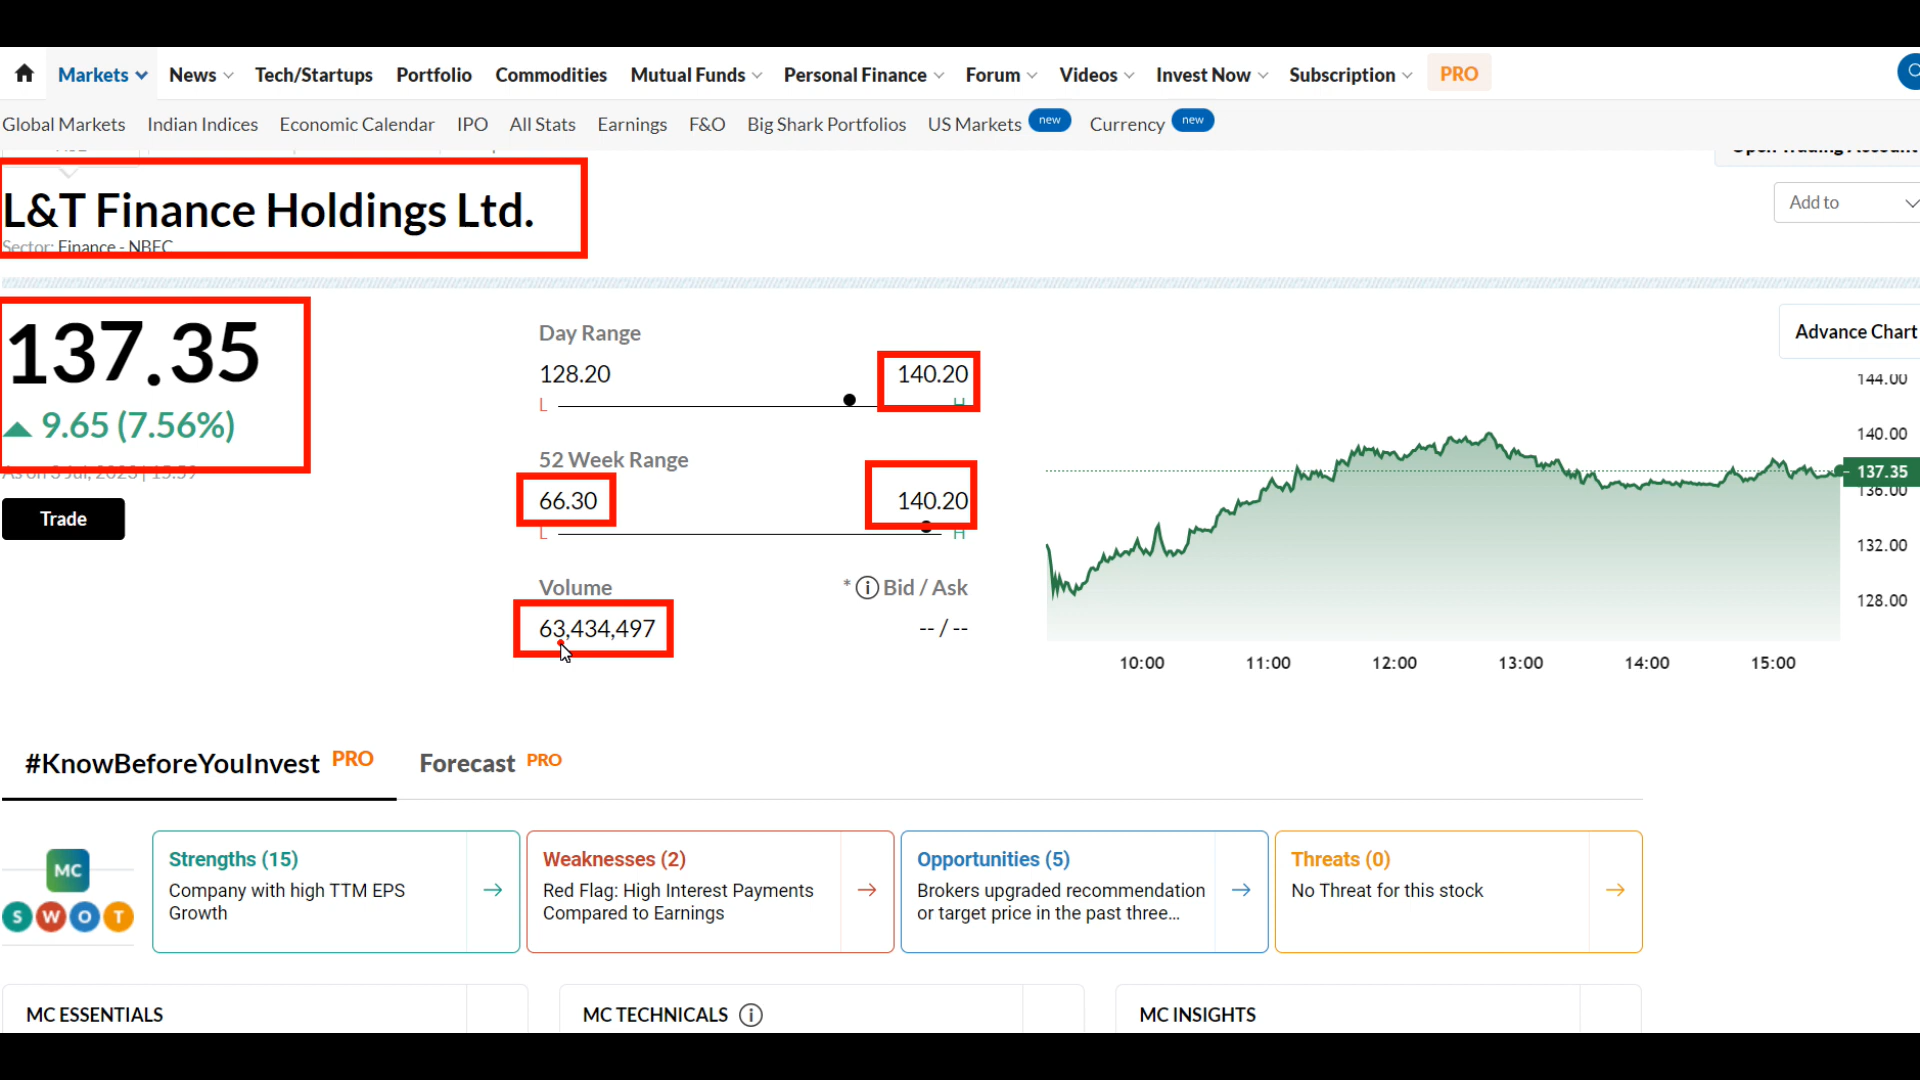 Markets News Tech/Startups Portfolio Commodities Mutual Funds Personal Finance Forum Videos Invest Now Subscription PRO
Global Markets Indian Indices Economic Calendar IPO All Stats Earnings F&O Big Shark Portfolios US Markets new Currency new
L&T Finance Holdings Ltd.
Add to
Sector: Finance - NBFC
137.35
9.65 (7.56%)
Trade
Day Range
128.20 140.20
L H
52 Week Range
66.30 140.20
L H
Volume * i Bid / Ask
63,434,497 -- / --
Advance Chart
144.00
140.00
137.35
136.00
132.00
128.00
10:00 11:00 12:00 13:00 14:00 15:00
#KnowBeforeYouInvest PRO Forecast PRO
MC
S W O T
Strengths (15)
Company with high TTM EPS
Growth
Weaknesses (2)
Red Flag: High Interest Payments
Compared to Earnings
Opportunities (5)
Brokers upgraded recommendation
or target price in the past three...
Threats (0)
No Threat for this stock
MC ESSENTIALS MC TECHNICALS i MC INSIGHTS